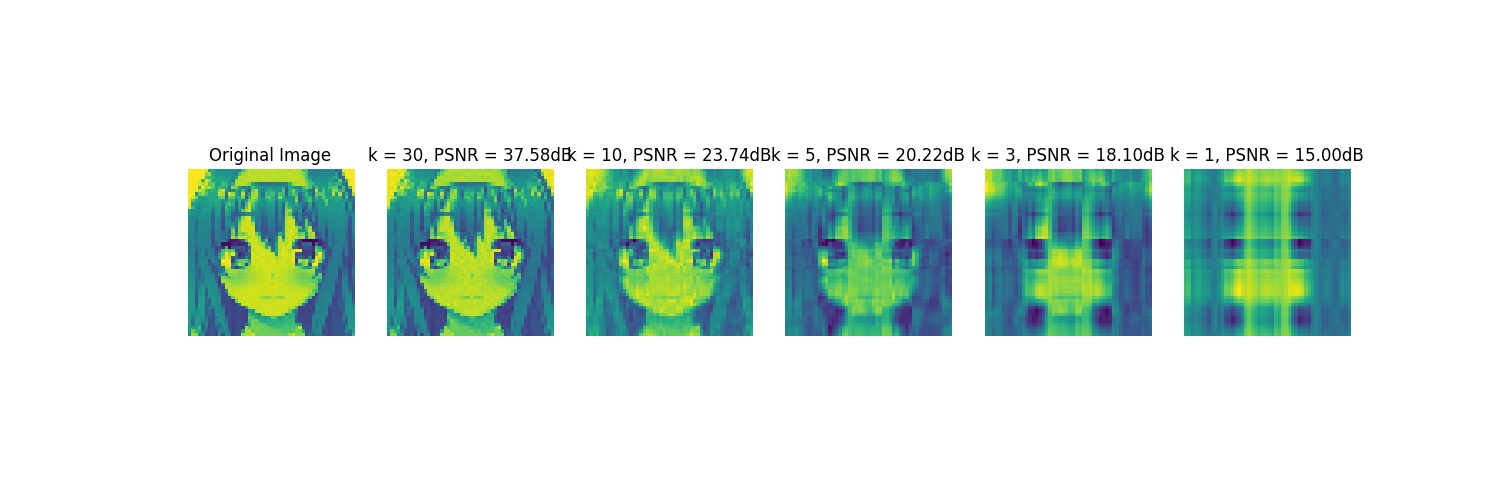 Original Image
k = 30, PSNR = 37.58dB
k = 10, PSNR = 23.74dB
k = 5, PSNR = 20.22dB
k = 3, PSNR = 18.10dB
k = 1, PSNR = 15.00dB